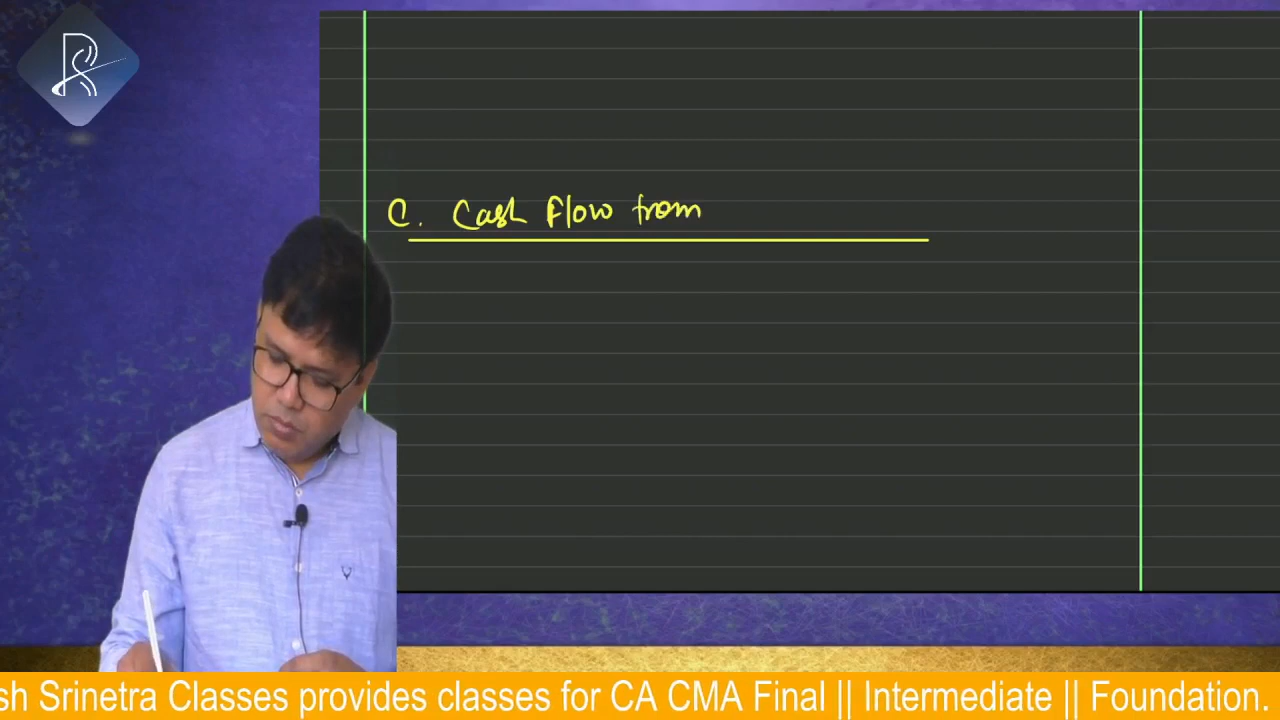 C. Cash Flow from
sh Srinetra Classes provides classes for CA CMA Final || Intermediate || Foundation.